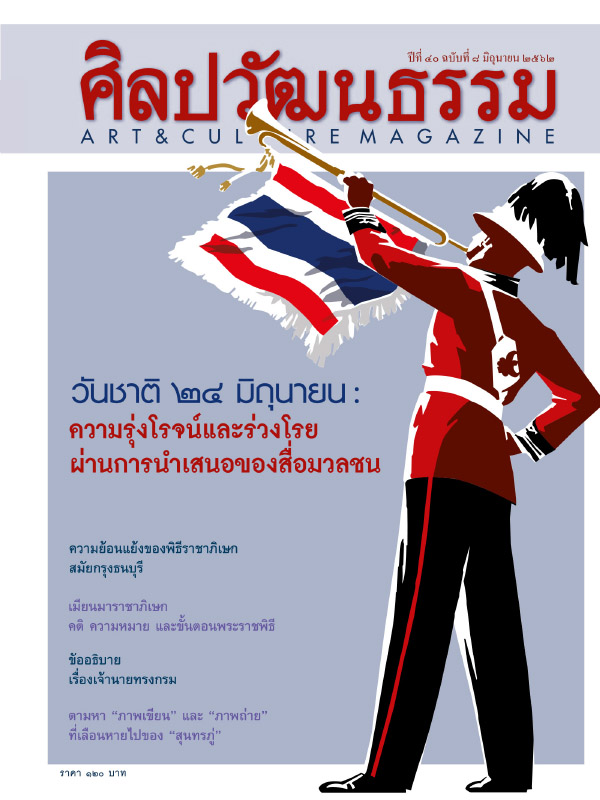 ปีที่ ๔๐ ฉบับที่ ๘ มิถุนายน ๒๕๖๒
ศิลปวัฒนธรรม
ART&CULTURE MAGAZINE
วันชาติ ๒๔ มิถุนายน :
ความรุ่งโรจน์และร่วงโรย
ผ่านการนำเสนอของสื่อมวลชน
ความย้อนแย้งของพิธีราชาภิเษก
สมัยกรุงธนบุรี
เมียนมาราชาภิเษก
คติ ความหมาย และขั้นตอนพระราชพิธี
ข้ออธิบาย
เรื่องเจ้านายทรงกรม
ตามหา “ภาพเขียน” และ “ภาพถ่าย”
ที่เลือนหายไปของ “สุนทรภู่”
ราคา ๑๒๐ บาท